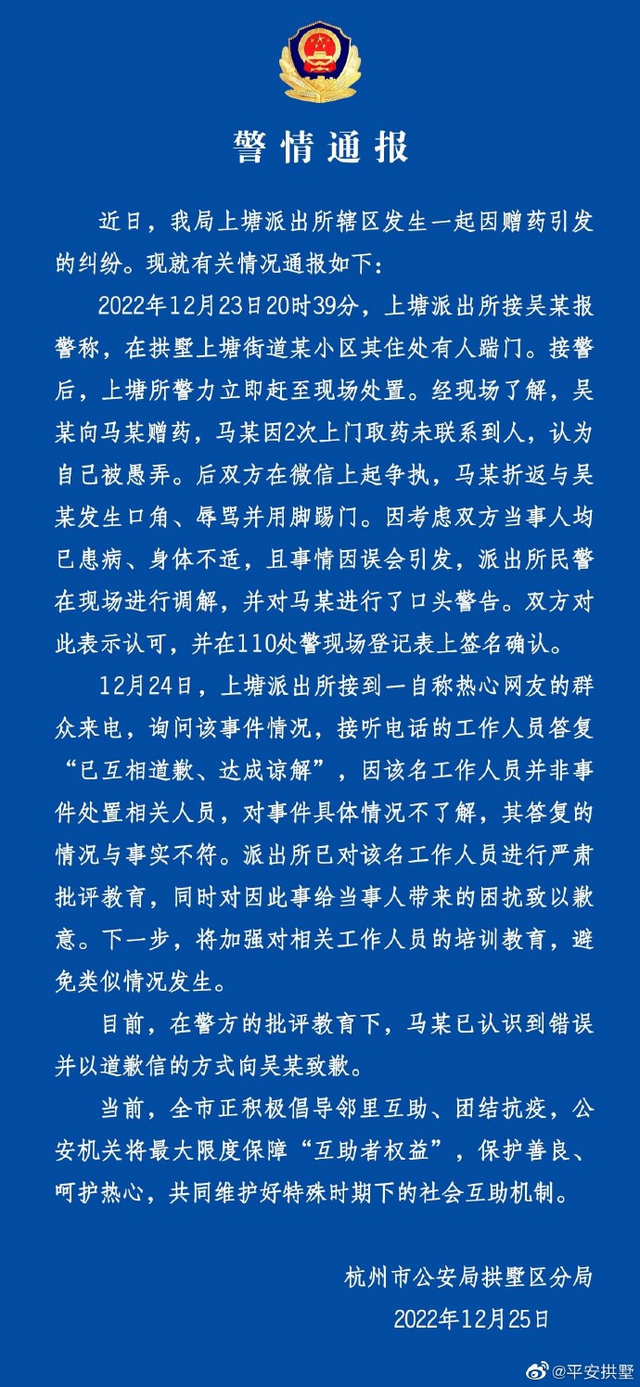 警情通报
近日，我局上塘派出所辖区发生一起因赠药引发
的纠纷。现就有关情况通报如下：
2022年12月23日20时39分，上塘派出所接吴某报
警称，在拱墅上塘街道某小区其住处有人踹门。接警
后，上塘所警力立即赶至现场处置。经现场了解，吴
某向马某赠药，马某因2次上门取药未联系到人，认为
自己被愚弄。后双方在微信上起争执，马某折返与吴
某发生口角、辱骂并用脚踢门。因考虑双方当事人均
已患病、身体不适，且事情因误会引发，派出所民警
在现场进行调解，并对马某进行了口头警告。双方对
此表示认可，并在110处警现场登记表上签名确认。
12月24日，上塘派出所接到一自称热心网友的群
众来电，询问该事件情况，接听电话的工作人员答复
“已互相道歉、达成谅解”，因该名工作人员并非事
件处置相关人员，对事件具体情况不了解，其答复的
情况与事实不符。派出所已对该名工作人员进行严肃
批评教育，同时对因此事给当事人带来的困扰致以歉
意。下一步，将加强对相关工作人员的培训教育，避
免类似情况发生。
目前，在警方的批评教育下，马某已认识到错误
并以道歉信的方式向吴某致歉。
当前，全市正积极倡导邻里互助、团结抗疫，公
安机关将最大限度保障“互助者权益”，保护善良、
呵护热心，共同维护好特殊时期下的社会互助机制。
杭州市公安局拱墅区分局
2022年12月25日
@平安拱墅